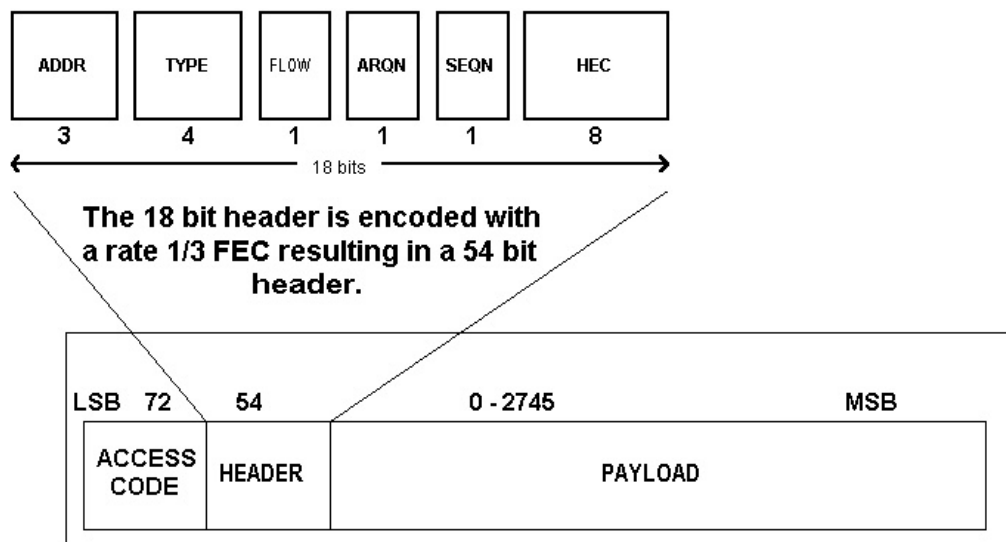 ADDR TYPE FLOW ARQN SEQN HEC
3 4 1 1 1 8
18 bits
The 18 bit header is encoded with
a rate 1/3 FEC resulting in a 54 bit
header.
LSB 72 54 0 - 2745 MSB
ACCESS
CODE
HEADER
PAYLOAD